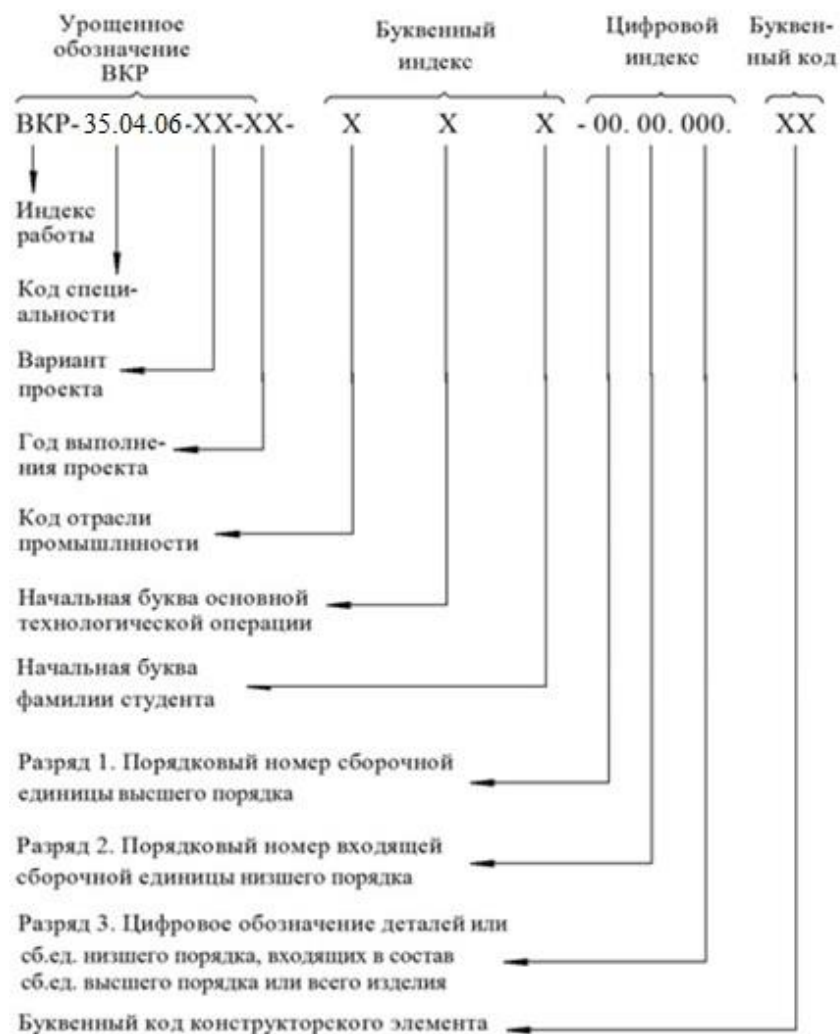 Урощенное
обозначение
ВКР
Буквенный
индекс
Цифровой
индекс
Буквен-
ный код
ВКР-35.04.06-XX-XX- X X X - 00. 00. 000. XX
Индекс
работы
Код специ-
альности
Вариант
проекта
Год выполне-
ния проекта
Код отрасли
промышлнности
Начальная буква основной
технологической операции
Начальная буква
фамилии студента
Разряд 1. Порядковый номер сборочной
единицы высшего порядка
Разряд 2. Порядковый номер входящей
сборочной единицы низшего порядка
Разряд 3. Цифровое обозначение деталей или
сб.ед. низшего порядка, входящих в состав
сб.ед. высшего порядка или всего изделия
Буквенный код конструкторского элемента